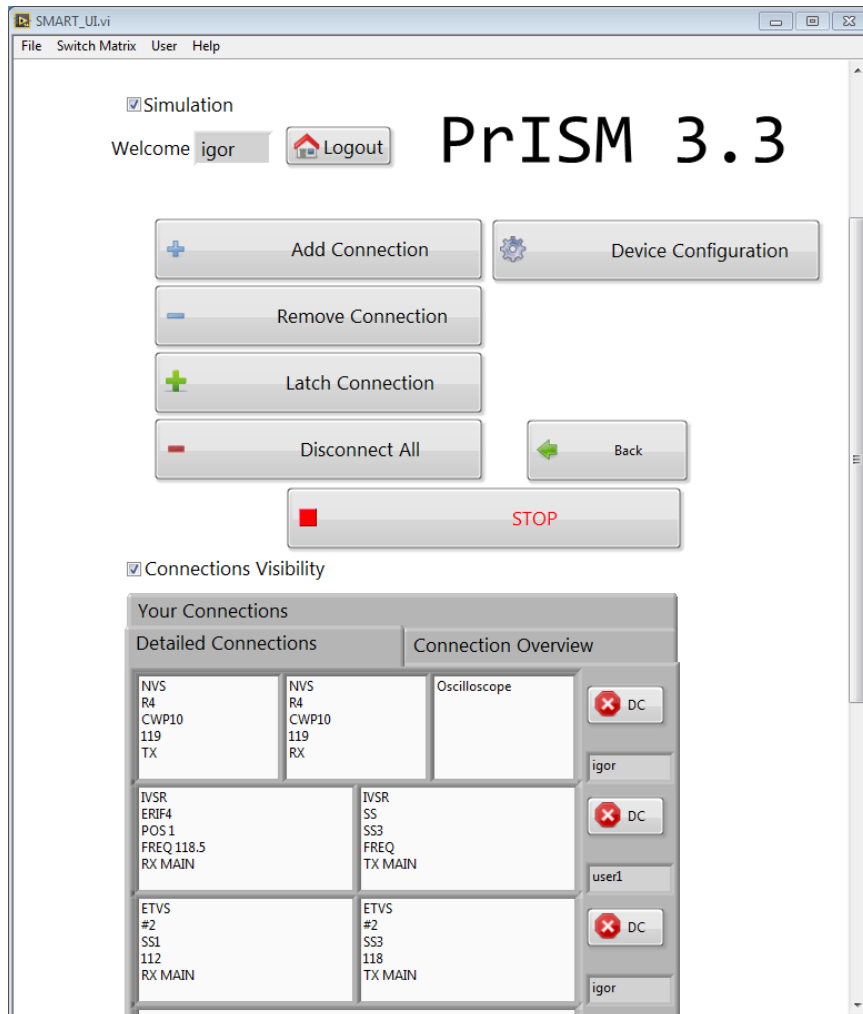 SMART_UI.vi
File Switch Matrix User Help
Simulation
Welcome igor Logout
PrISM 3.3
Add Connection
Device Configuration
Remove Connection
Latch Connection
Disconnect All
Back
STOP
Connections Visibility
Your Connections
Detailed Connections
Connection Overview
NVS
R4
CWP10
119
TX
NVS
R4
CWP10
119
RX
Oscilloscope
DC
igor
IVSR
ERIF4
POS 1
FREQ 118.5
RX MAIN
IVSR
SS
SS3
FREQ
TX MAIN
DC
user1
ETVS
#2
SS1
112
RX MAIN
ETVS
#2
SS3
118
TX MAIN
DC
igor